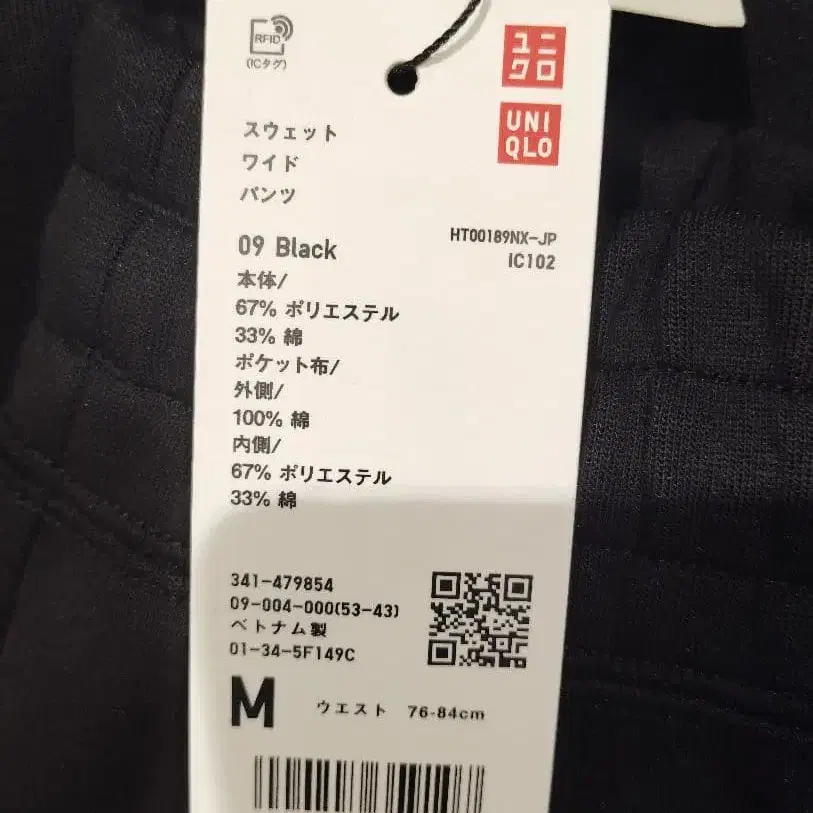 RFID
(ICタグ)
ユニ
クロ
UNI
QLO
スウェット
ワイド
パンツ
09 Black
HT00189NX-JP
IC102
本体/
67% ポリエステル
33% 綿
ポケット布/
外側/
100% 綿
内側/
67% ポリエステル
33% 綿
341-479854
09-004-000(53-43)
ベトナム製
01-34-5F149C
M ウエスト 76-84cm